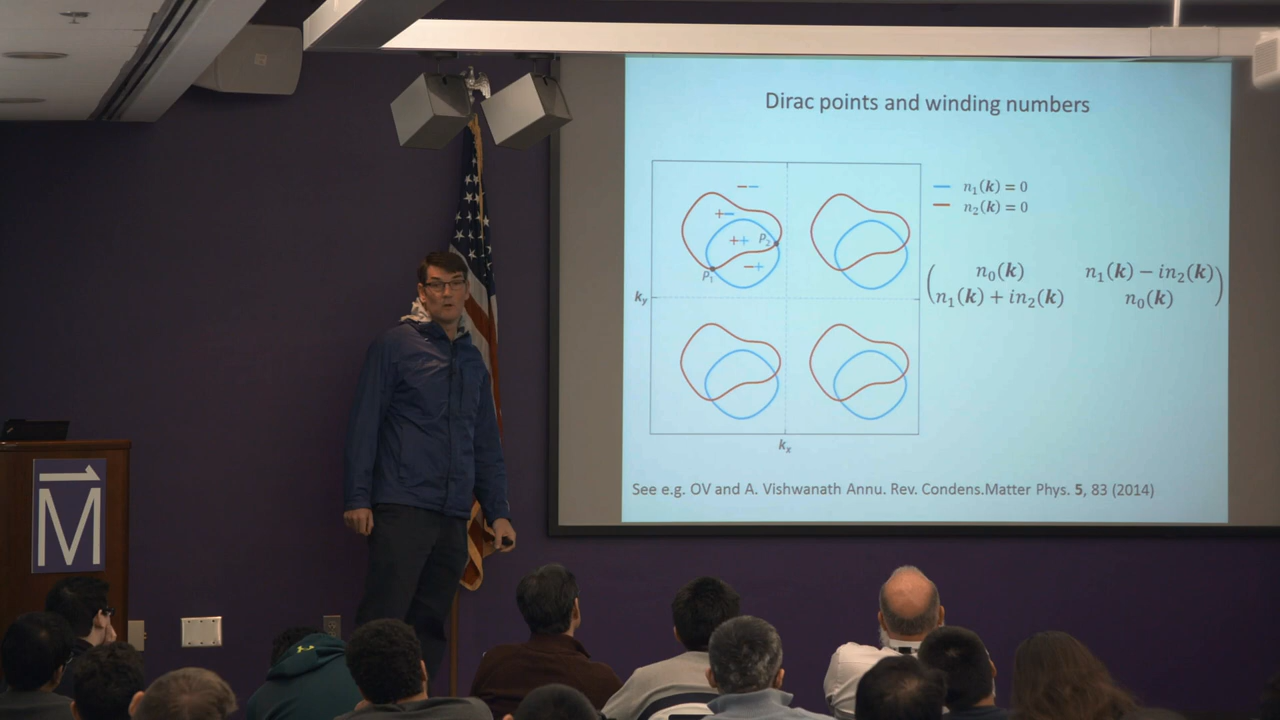 Dirac points and winding numbers
−−
+−
++
P₂
−+
P₁
kᵧ
kₓ
n₁(k) = 0
n₂(k) = 0
n₀(k) n₁(k) − in₂(k)
n₁(k) + in₂(k) n₀(k)
See e.g. OV and A. Vishwanath Annu. Rev. Condens.Matter Phys. 5, 83 (2014)
M